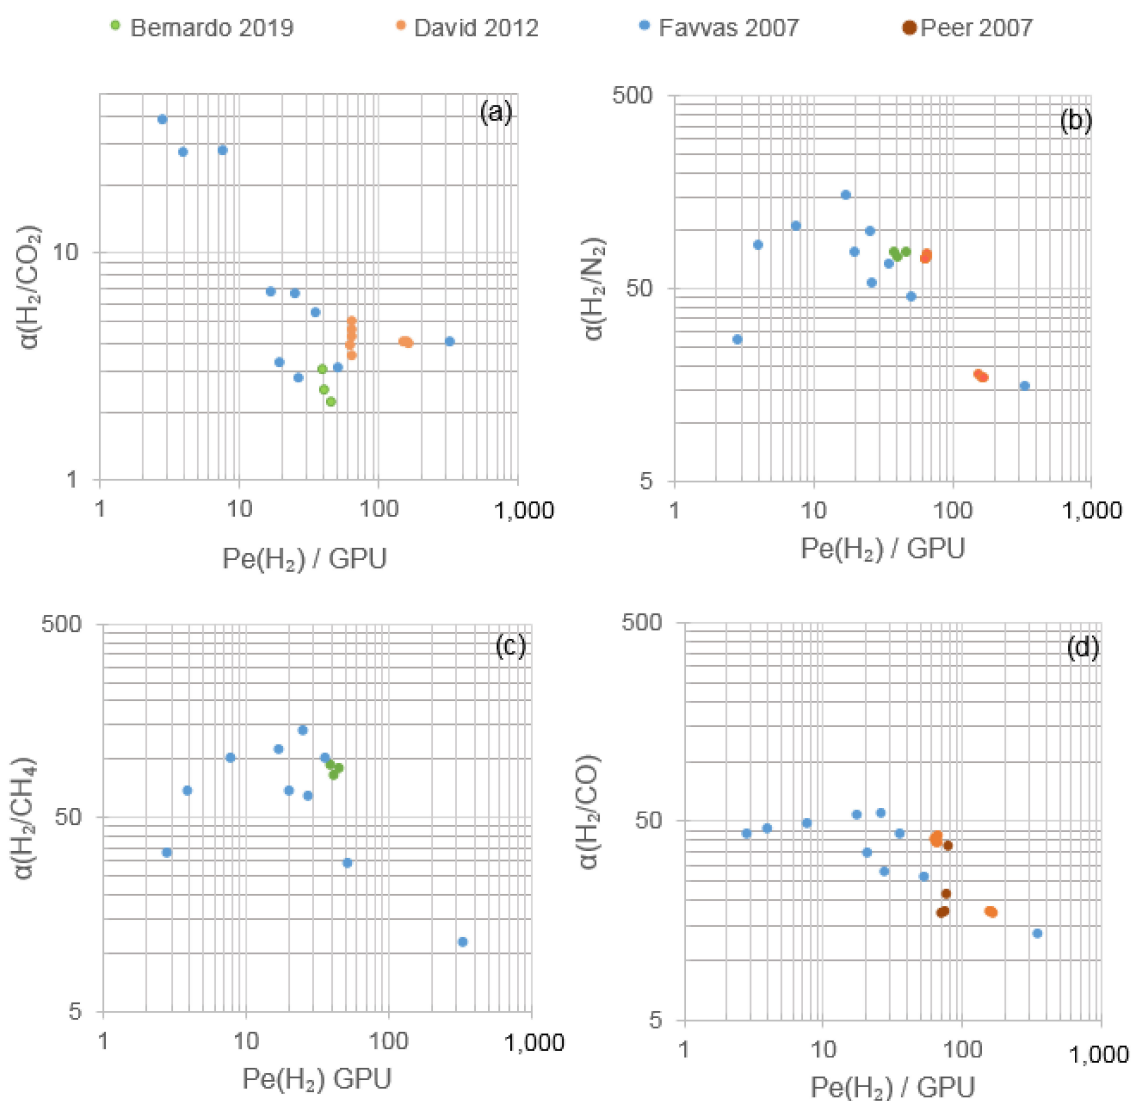 Bernardo 2019 David 2012 Favvas 2007 Peer 2007
(a)
10
1
1 10 100 1,000
α(H₂/CO₂)
Pe(H₂) / GPU
(b)
500
50
5
1 10 100 1,000
α(H₂/N₂)
Pe(H₂) / GPU
(c)
500
50
5
1 10 100 1,000
α(H₂/CH₄)
Pe(H₂) GPU
(d)
500
50
5
1 10 100 1,000
α(H₂/CO)
Pe(H₂) / GPU